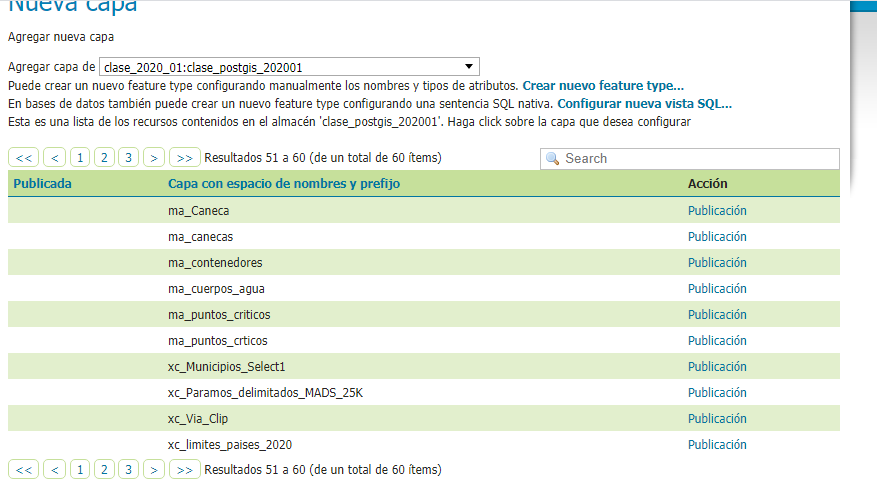 Nueva capa
Agregar nueva capa
Agregar capa de clase_2020_01:clase_postgis_202001
Puede crear un nuevo feature type configurando manualmente los nombres y tipos de atributos. Crear nuevo feature type...
En bases de datos también puede crear un nuevo feature type configurando una sentencia SQL nativa. Configurar nueva vista SQL...
Esta es una lista de los recursos contenidos en el almacén 'clase_postgis_202001'. Haga click sobre la capa que desea configurar
<< < 1 2 3 > >> Resultados 51 a 60 (de un total de 60 ítems) Search
Publicada Capa con espacio de nombres y prefijo Acción
ma_Caneca Publicación
ma_canecas Publicación
ma_contenedores Publicación
ma_cuerpos_agua Publicación
ma_puntos_criticos Publicación
ma_puntos_crticos Publicación
xc_Municipios_Select1 Publicación
xc_Paramos_delimitados_MADS_25K Publicación
xc_Via_Clip Publicación
xc_limites_paises_2020 Publicación
<< < 1 2 3 > >> Resultados 51 a 60 (de un total de 60 ítems)